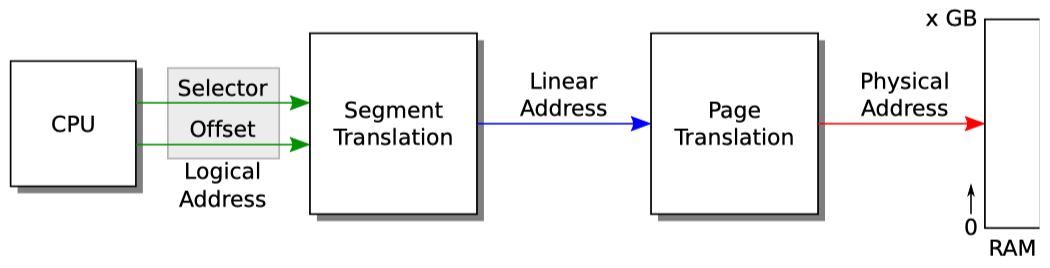 CPU
Selector
Offset
Logical
Address
Segment
Translation
Linear
Address
Page
Translation
Physical
Address
x GB
0
RAM